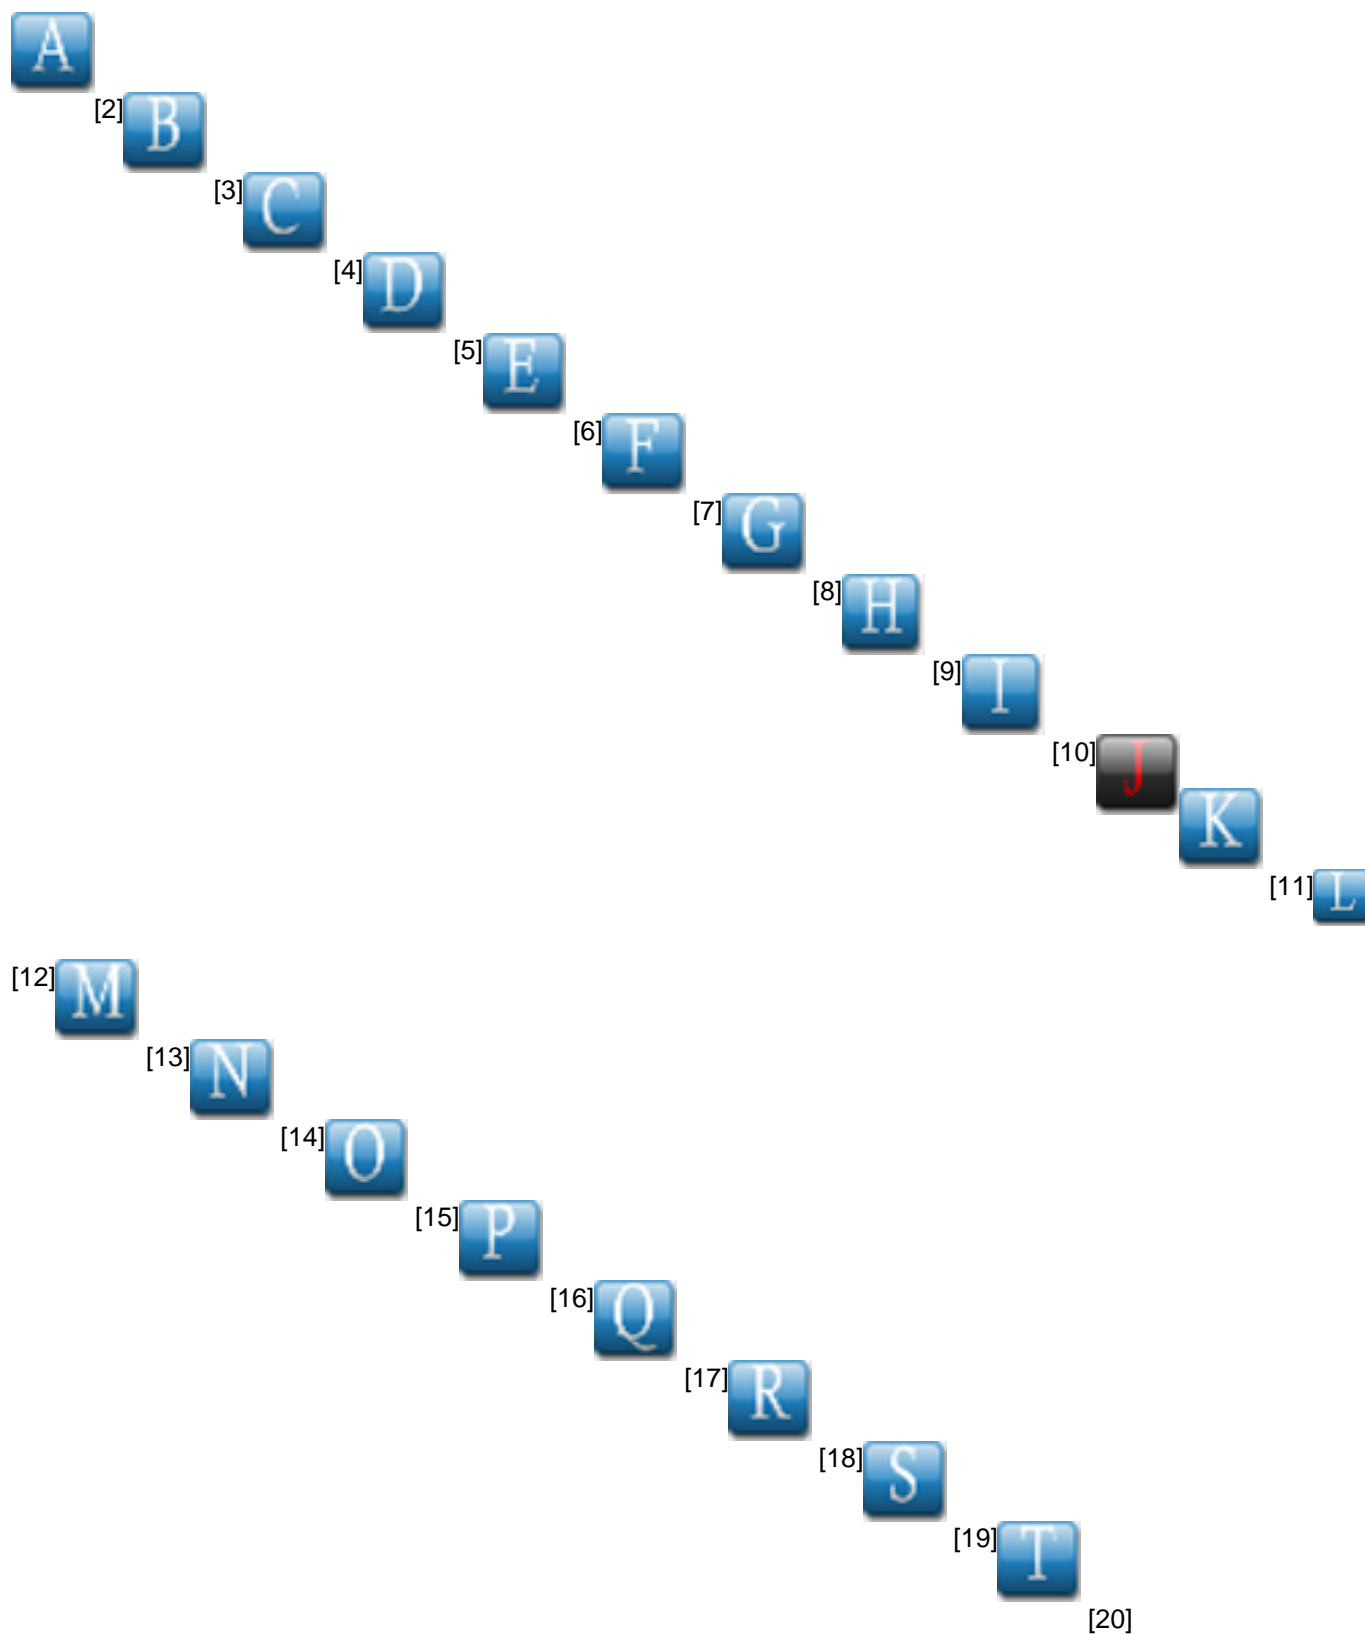 A
[2] B
[3] C
[4] D
[5] E
[6] F
[7] G
[8] H
[9] I
[10] J
K
[11] L
[12] M
[13] N
[14] O
[15] P
[16] Q
[17] R
[18] S
[19] T
[20]